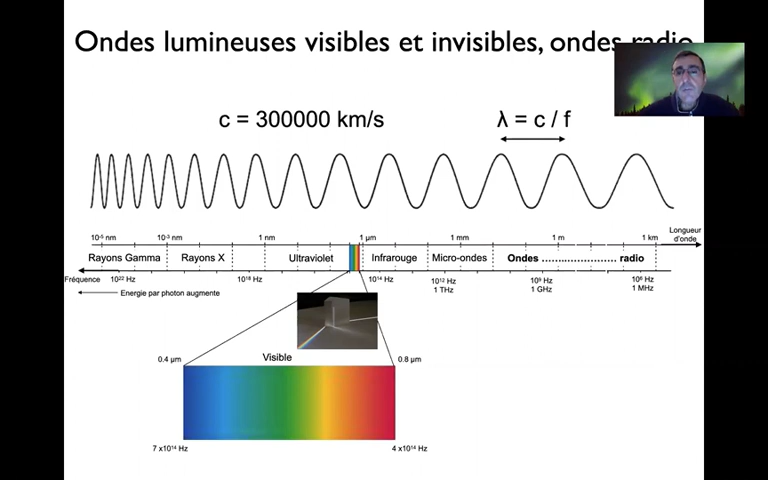 Ondes lumineuses visibles et invisibles, ondes radio
c = 300000 km/s
λ = c / f
Longueur
d'onde
10⁻⁵ nm 10⁻³ nm 1 nm 1 µm 1 mm 1 m 1 km
Rayons Gamma Rayons X Ultraviolet Infrarouge Micro-ondes Ondes ........................ radio
Fréquence 10²² Hz 10¹⁸ Hz 10¹⁴ Hz 10¹² Hz 10⁹ Hz 10⁶ Hz
1 THz 1 GHz 1 MHz
Energie par photon augmente
0.4 µm Visible 0.8 µm
7 x10¹⁴ Hz 4 x10¹⁴ Hz